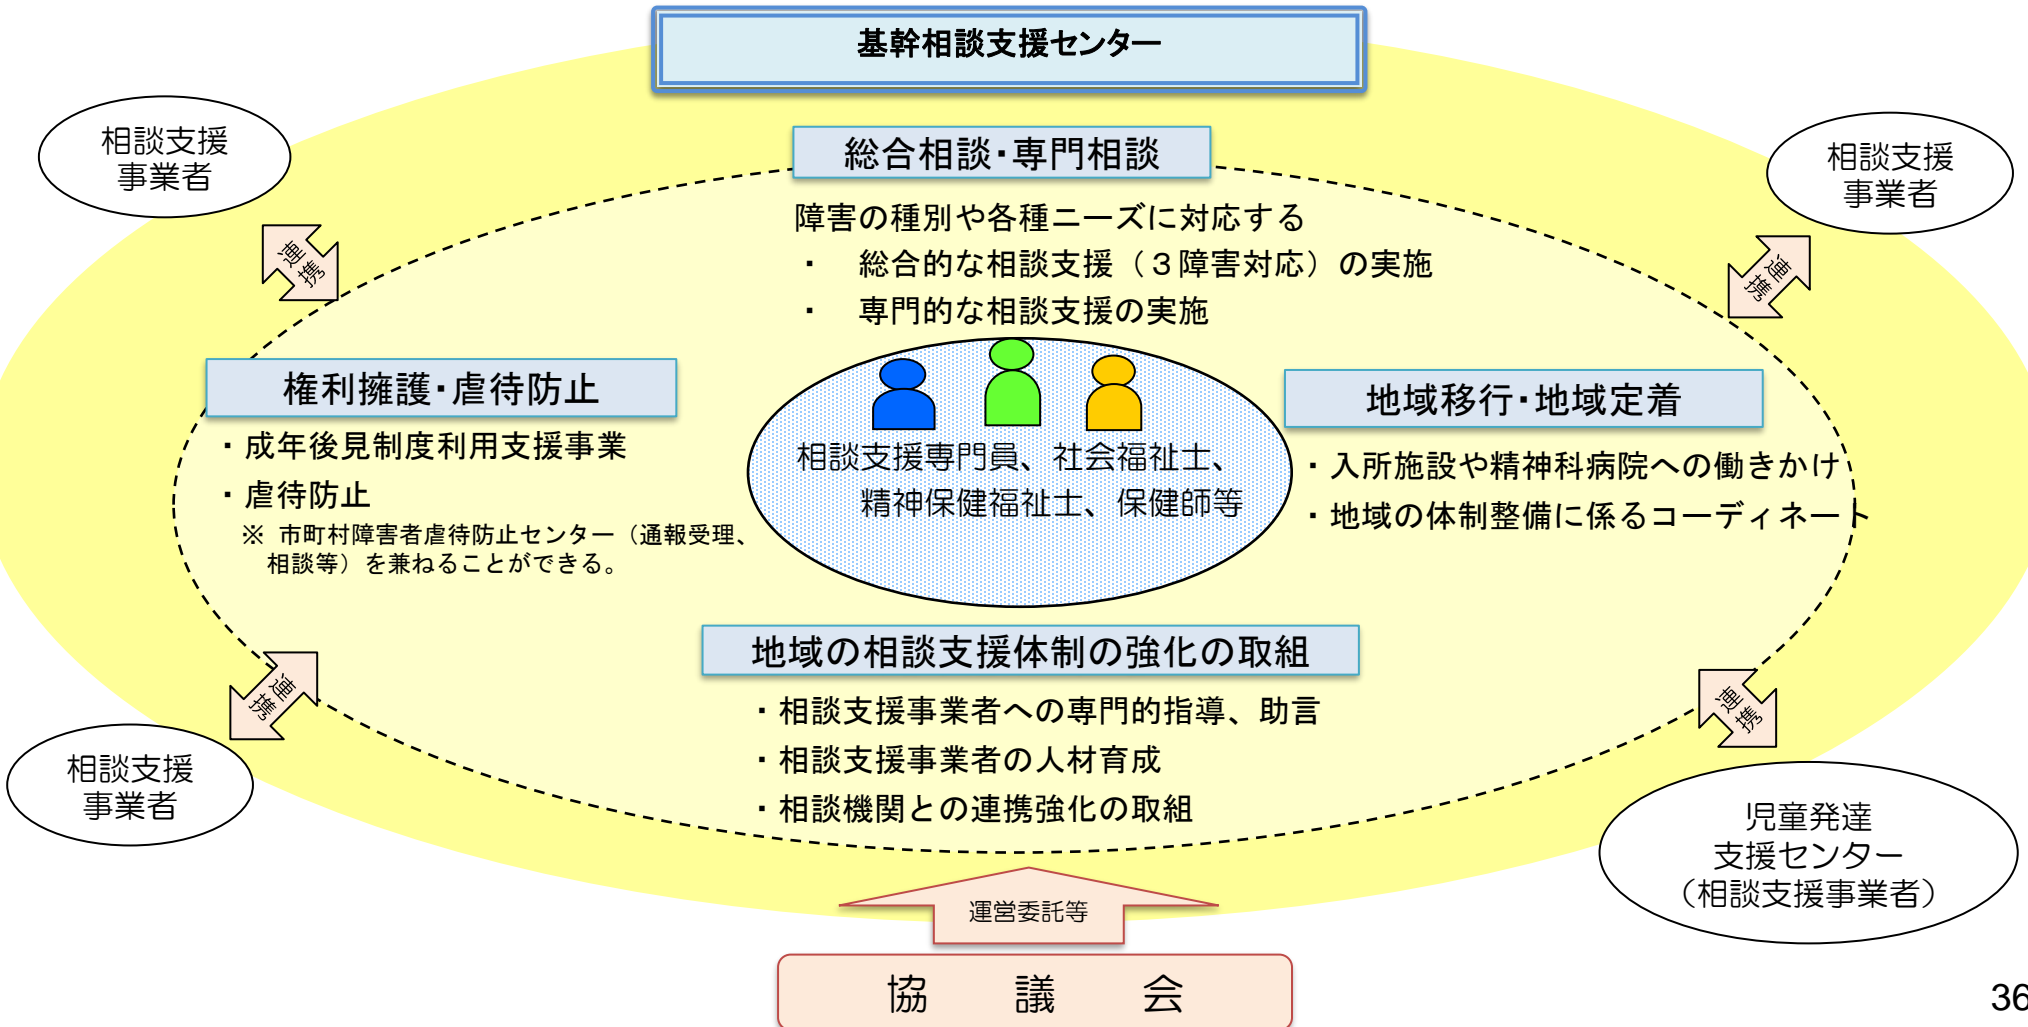 基幹相談支援センター
相談支援
事業者
相談支援
事業者
総合相談・専門相談
障害の種別や各種ニーズに対応する
・　総合的な相談支援（３障害対応）の実施
・　専門的な相談支援の実施
連携
連携
権利擁護・虐待防止
・成年後見制度利用支援事業
・虐待防止
※ 市町村障害者虐待防止センター（通報受理、
相談等）を兼ねることができる。
相談支援専門員、社会福祉士、
精神保健福祉士、保健師等
地域移行・地域定着
・入所施設や精神科病院への働きかけ
・地域の体制整備に係るコーディネート
地域の相談支援体制の強化の取組
・相談支援事業者への専門的指導、助言
・相談支援事業者の人材育成
・相談機関との連携強化の取組
連携
連携
相談支援
事業者
児童発達
支援センター
（相談支援事業者）
運営委託等
協　議　会
36